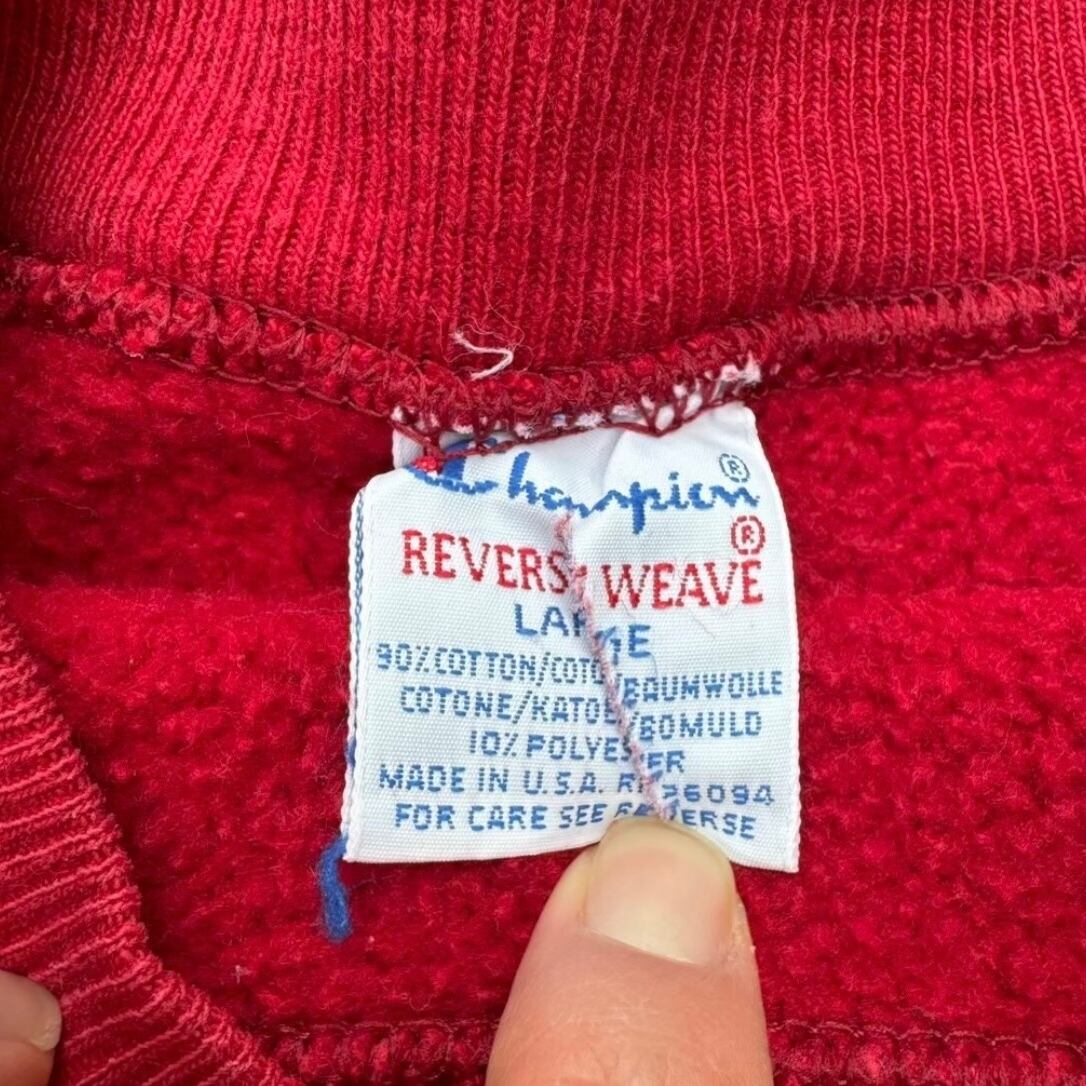 Champion®
REVERSE WEAVE®
LARGE
90% COTTON/COTON/BAUMWOLLE
COTONE/KATOEN/BOMULD
10% POLYESTER
MADE IN U.S.A. RN26094
FOR CARE SEE REVERSE